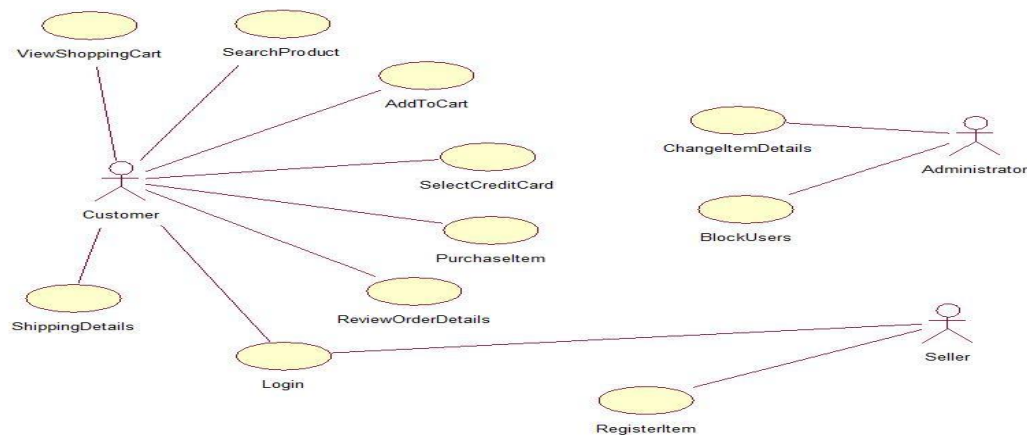 ViewShoppingCart
SearchProduct
AddToCart
ChangeItemDetails
Administrator
SelectCreditCard
Customer
BlockUsers
PurchaseItem
ShippingDetails
ReviewOrderDetails
Seller
Login
RegisterItem